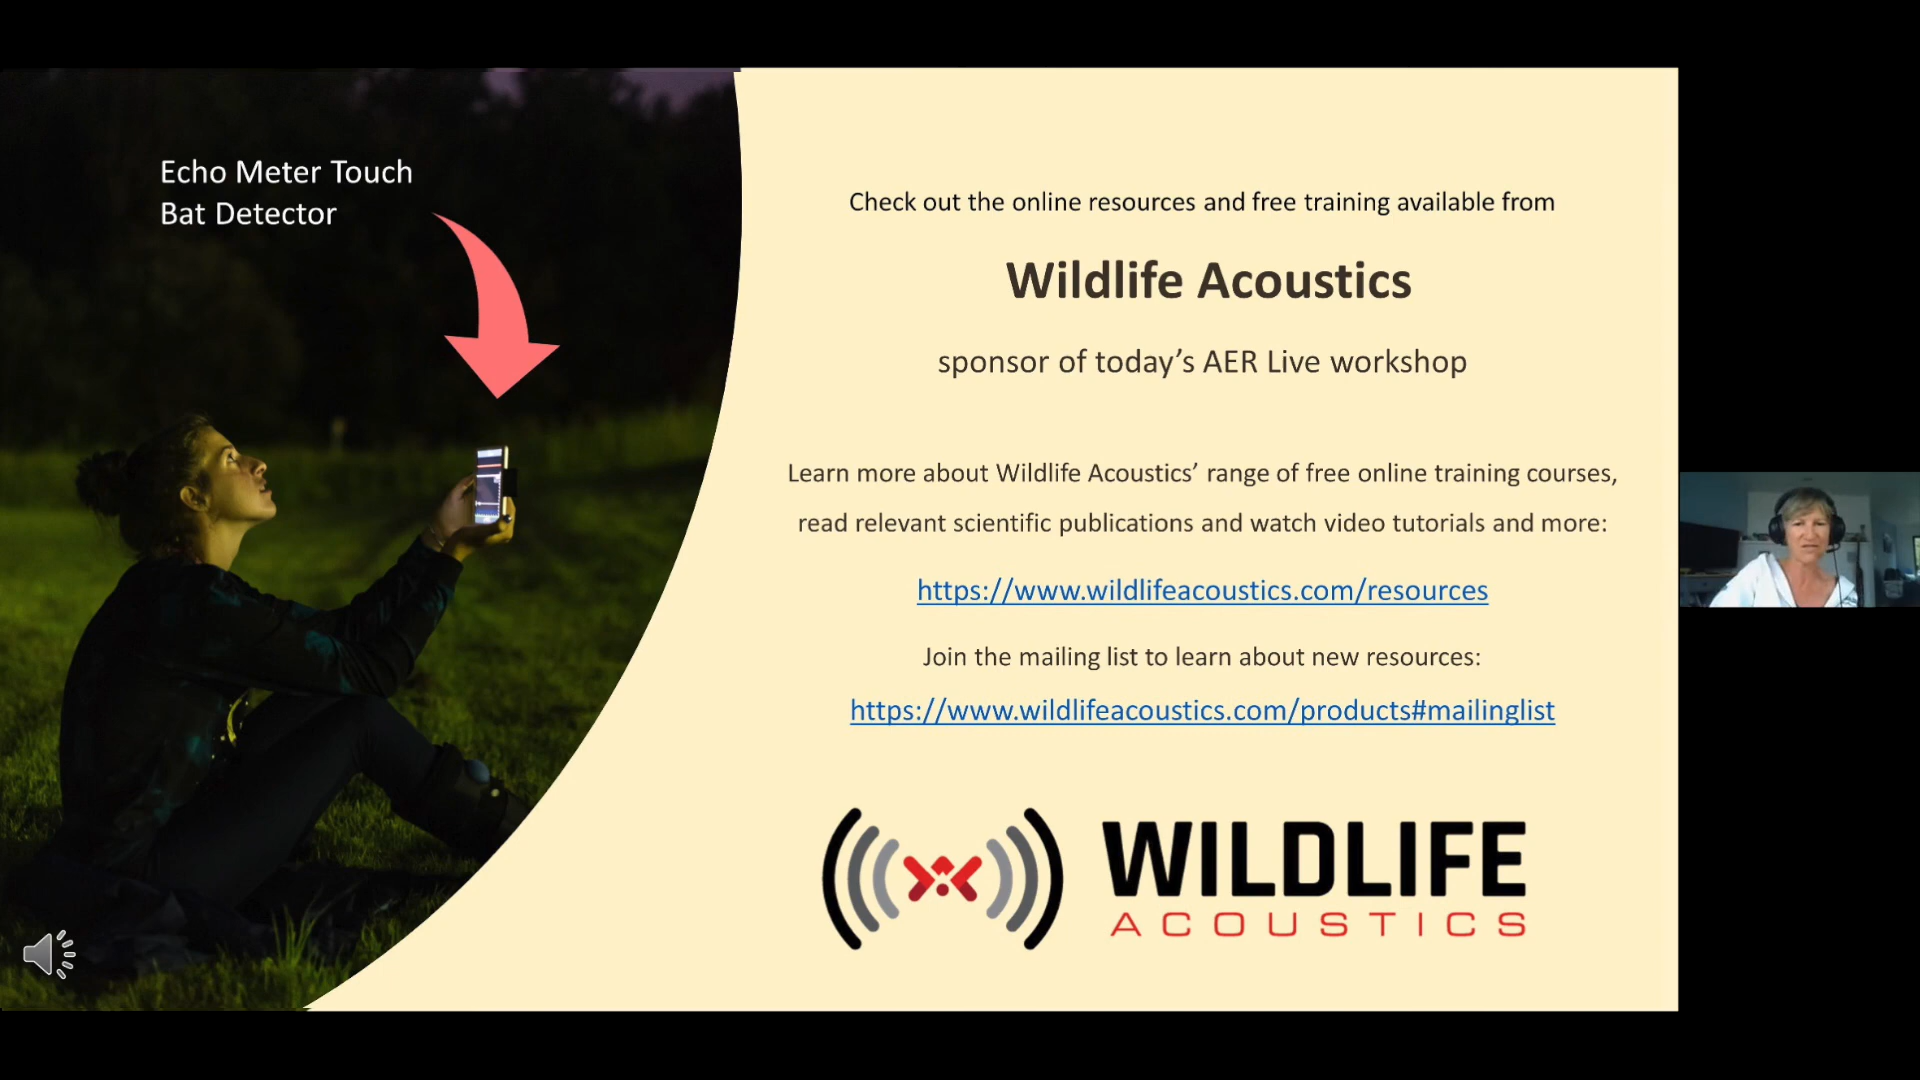 Echo Meter Touch
Bat Detector
Check out the online resources and free training available from
Wildlife Acoustics
sponsor of today’s AER Live workshop
Learn more about Wildlife Acoustics’ range of free online training courses,
read relevant scientific publications and watch video tutorials and more:
https://www.wildlifeacoustics.com/resources
Join the mailing list to learn about new resources:
https://www.wildlifeacoustics.com/products#mailinglist
WILDLIFE
ACOUSTICS